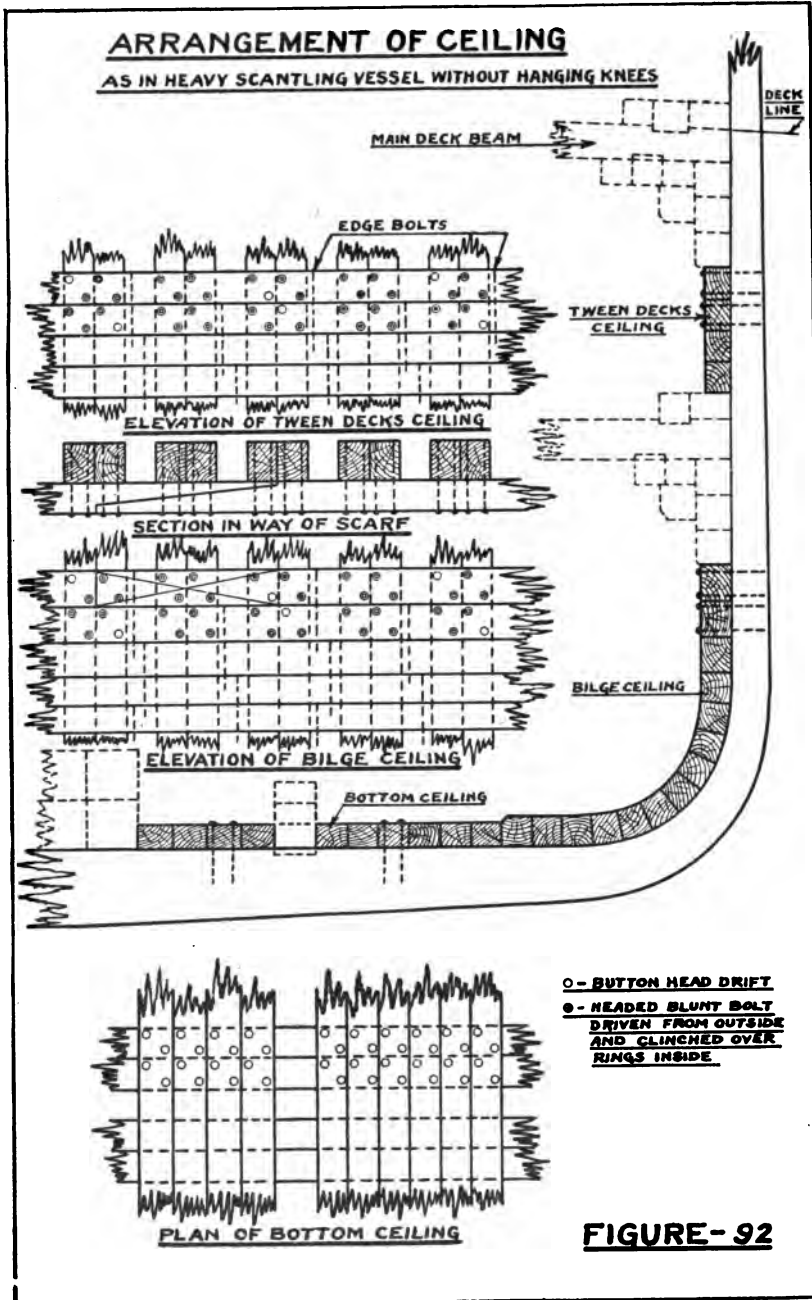 ARRANGEMENT OF CEILING
AS IN HEAVY SCANTLING VESSEL WITHOUT HANGING KNEES
DECK
LINE
MAIN DECK BEAM
EDGE BOLTS
TWEEN DECKS
CEILING
ELEVATION OF TWEEN DECKS CEILING
SECTION IN WAY OF SCARF
BILGE CEILING
ELEVATION OF BILGE CEILING
BOTTOM CEILING
O - BUTTON HEAD DRIFT
- HEADED BLUNT BOLT
DRIVEN FROM OUTSIDE
AND CLINCHED OVER
RINGS INSIDE
PLAN OF BOTTOM CEILING
FIGURE-92